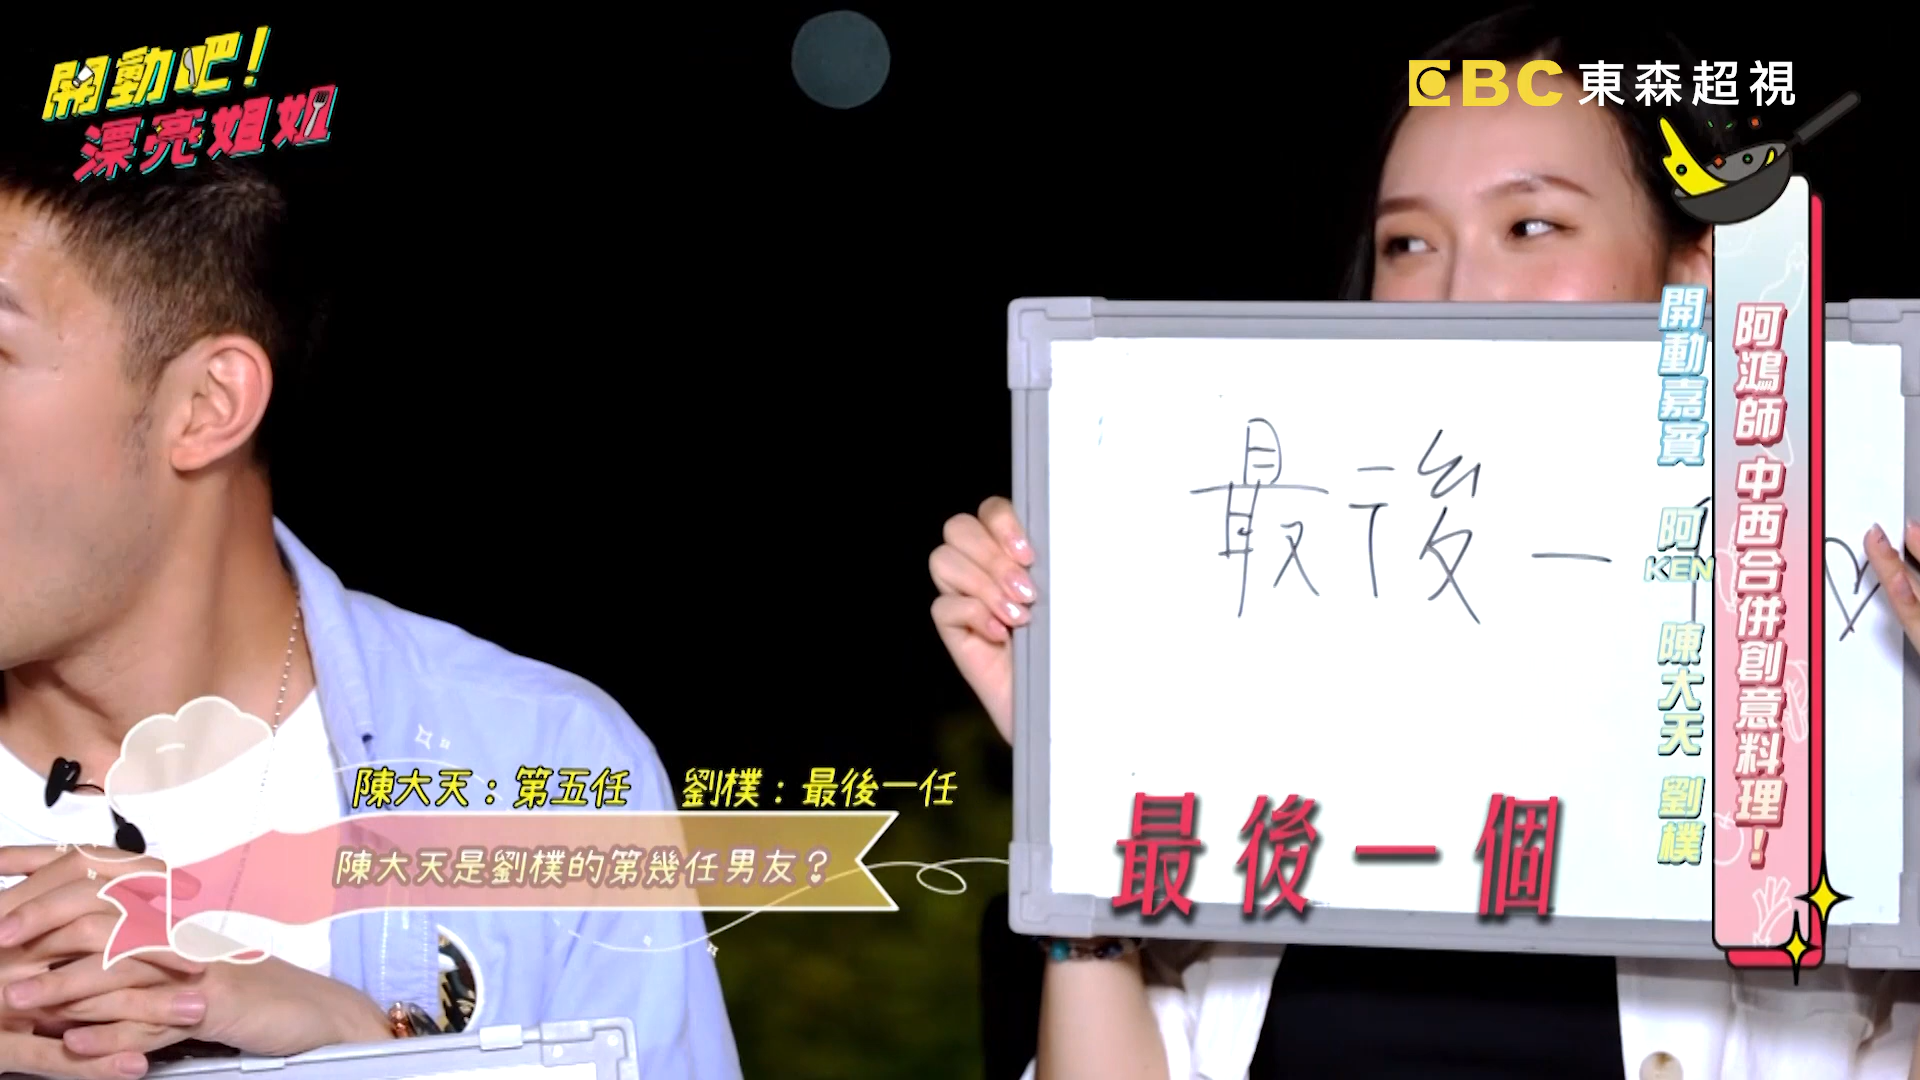 開動吧!
漂亮姐姐
EBC 東森超視
阿鴻師 中西合併創意料理!
開動嘉賓 阿KEN 陳大天 劉樸
最後一個
最後一個
陳大天:第五任 劉樸:最後一任
陳大天是劉樸的第幾任男友?